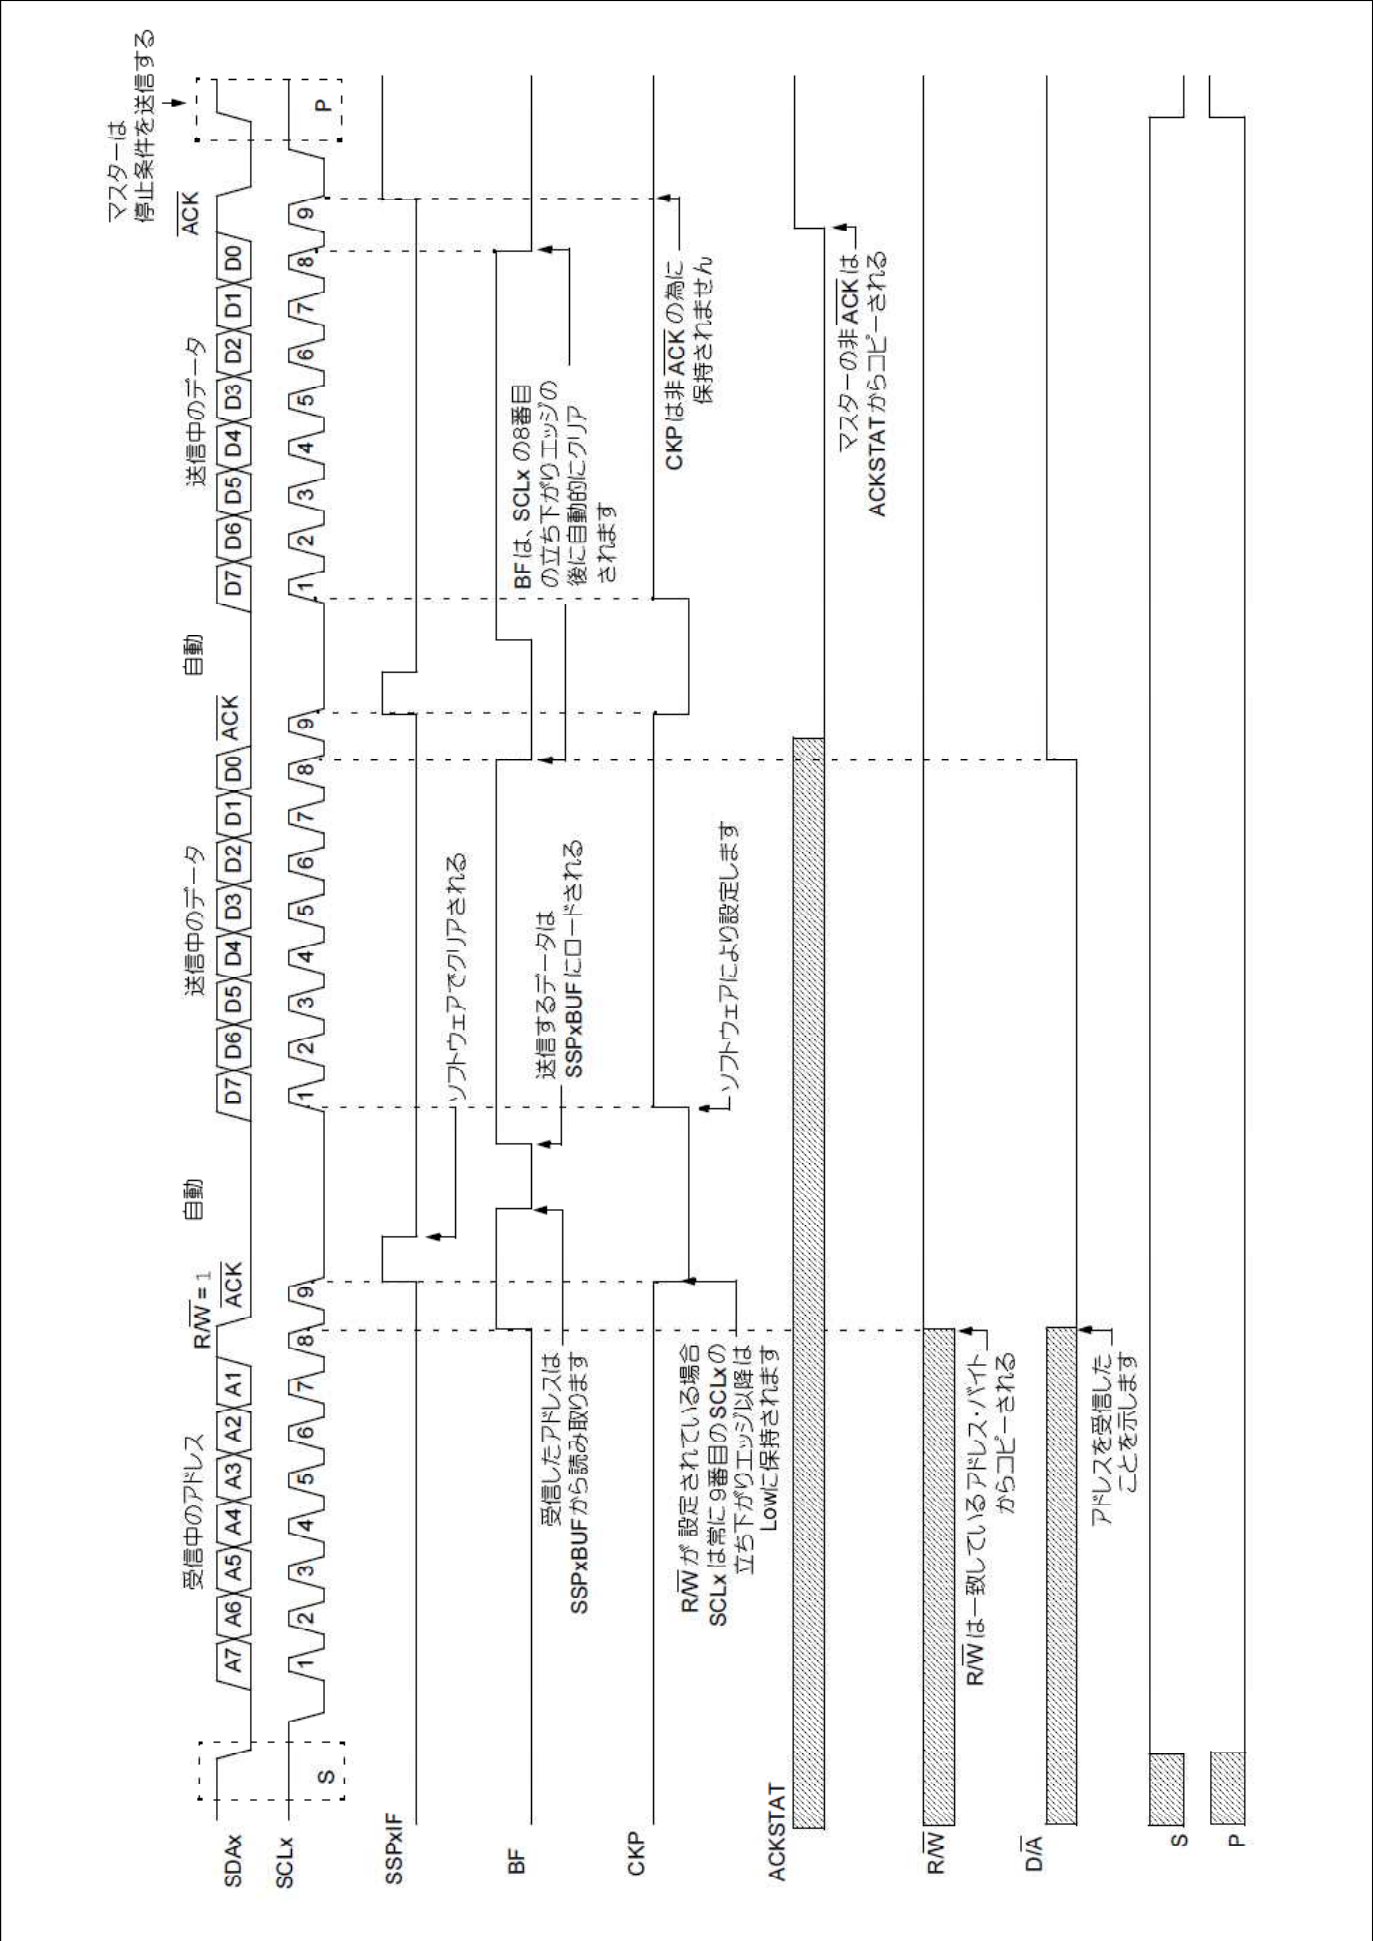 マスターは
停止条件を送信する
受信中のアドレス
R/W = 1
自動
送信中のデータ
自動
送信中のデータ
ACK
ACK
ACK
SDAx
A7 A6 A5 A4 A3 A2 A1
D7 D6 D5 D4 D3 D2 D1 D0
D7 D6 D5 D4 D3 D2 D1 D0
SCLx
S
1 2 3 4 5 6 7 8 9
1 2 3 4 5 6 7 8 9
1 2 3 4 5 6 7 8 9
P
SSPxIF
ソフトウェアでクリアされる
BF
受信したアドレスは
SSPxBUFから読み取ります
送信するデータは
SSPxBUFにロードされる
BFは、SCLxの8番目
の立ち下がりエッジの
後に自動的にクリア
されます
CKP
R/Wが 設定されている場合
SCLxは常に9番目のSCLxの
立ち下がりエッジ以降は
Lowに保持されます
ソフトウェアにより設定します
CKPは非ACKの為に
保持されません
ACKSTAT
マスターの非ACKは
ACKSTATからコピーされる
R/W
R/Wは一致しているアドレス・バイト
からコピーされる
D/A
アドレスを受信した
ことを示します
S
P